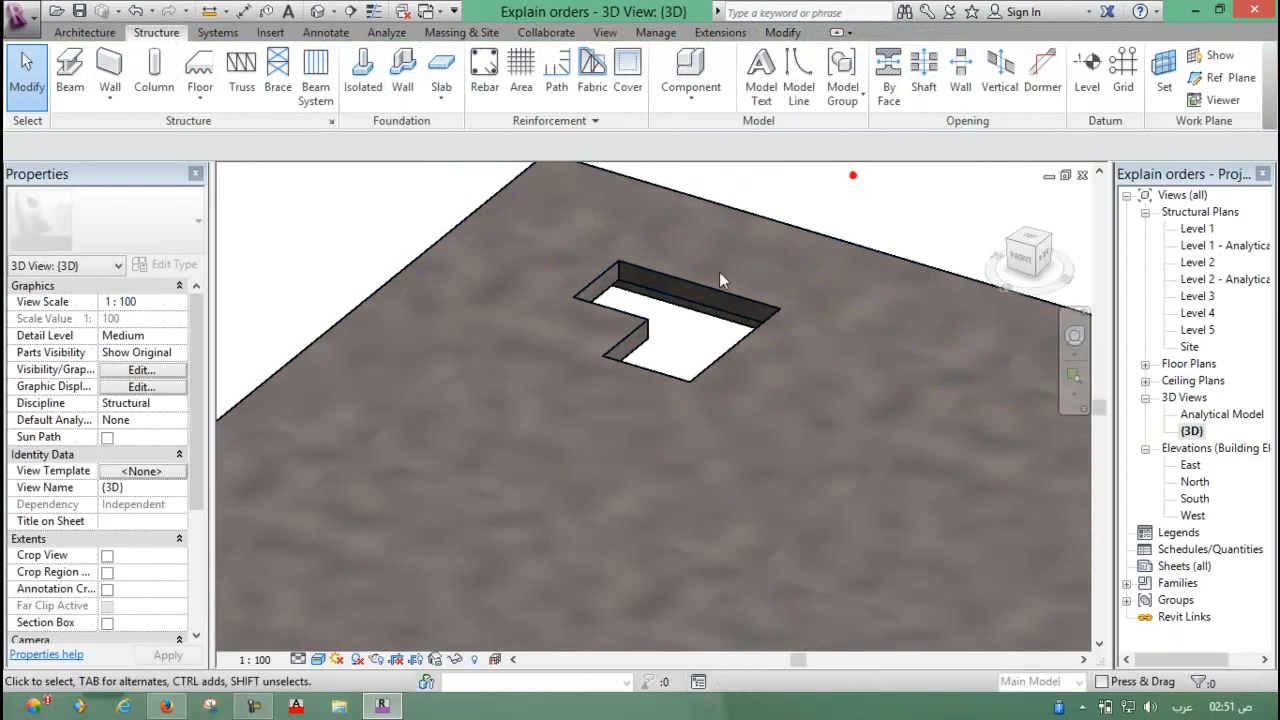 Explain orders - 3D View: {3D}
Type a keyword or phrase
Sign In
Architecture Structure Systems Insert Annotate Analyze Massing & Site Collaborate View Manage Extensions Modify
Modify Beam Wall Column Floor Truss Brace Beam System Isolated Wall Slab Rebar Area Path Fabric Cover Component Model Text Model Line Model Group By Face Shaft Wall Vertical Dormer Level Grid Set
Show
Ref Plane
Viewer
Select Structure Foundation Reinforcement Model Opening Datum Work Plane
Properties
3D View: {3D} Edit Type
Graphics
View Scale 1 : 100
Scale Value 1: 100
Detail Level Medium
Parts Visibility Show Original
Visibility/Grap... Edit...
Graphic Displ... Edit...
Discipline Structural
Default Analy... None
Sun Path
Identity Data
View Template <None>
View Name {3D}
Dependency Independent
Title on Sheet
Extents
Crop View
Crop Region ...
Annotation Cr...
Far Clip Active
Section Box
Camera
Properties help Apply
FRONT
Explain orders - Proj...
Views (all)
Structural Plans
Level 1
Level 1 - Analytica
Level 2
Level 2 - Analytica
Level 3
Level 4
Level 5
Site
Floor Plans
Ceiling Plans
3D Views
Analytical Model
{3D}
Elevations (Building El
East
North
South
West
Legends
Schedules/Quantities
Sheets (all)
Families
Groups
Revit Links
1 : 100
Click to select, TAB for alternates, CTRL adds, SHIFT unselects.
:0
Main Model
Press & Drag
:0
عرب
02:51 ص